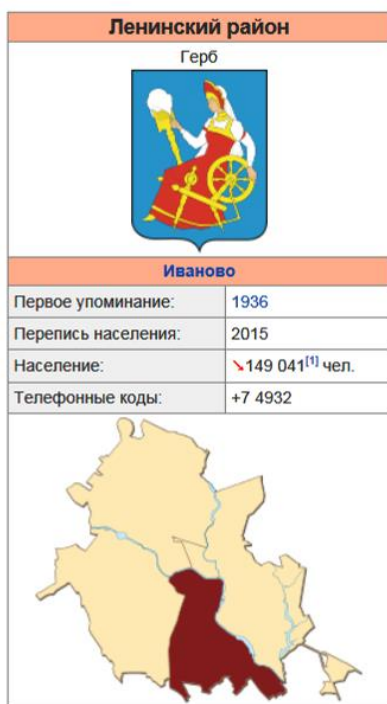 Ленинский район
Герб
Иваново
Первое упоминание: 1936
Перепись населения: 2015
Население: ↘149 041[1] чел.
Телефонные коды: +7 4932